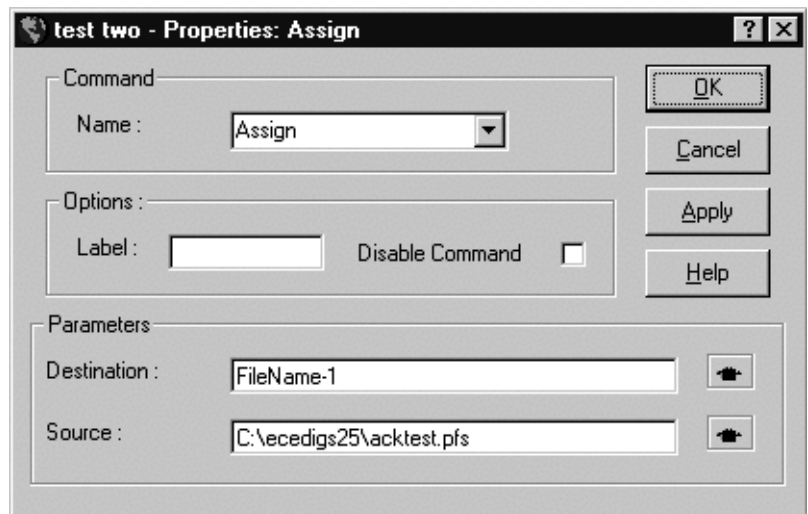 test two - Properties: Assign
Command
Name : Assign
OK
Cancel
Options :
Label : Disable Command
Apply
Help
Parameters
Destination : FileName-1
Source : C:\ecedigs25\acktest.pfs